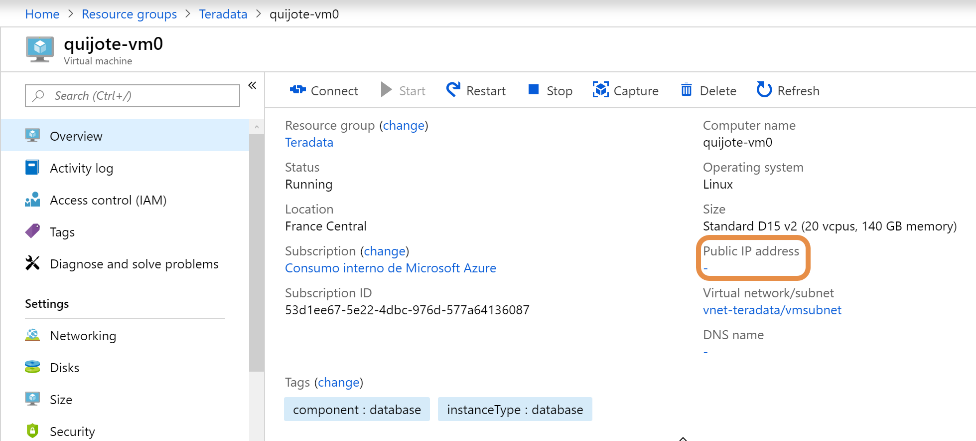 Home > Resource groups > Teradata > quijote-vm0
quijote-vm0
Virtual machine
Search (Ctrl+/)
«
Overview
Activity log
Access control (IAM)
Tags
Diagnose and solve problems
Settings
Networking
Disks
Size
Security
Connect Start Restart Stop Capture Delete Refresh
Resource group (change)
Teradata
Status
Running
Location
France Central
Subscription (change)
Consumo interno de Microsoft Azure
Subscription ID
53d1ee67-5e22-4dbc-976d-577a64136087
Computer name
quijote-vm0
Operating system
Linux
Size
Standard D15 v2 (20 vcpus, 140 GB memory)
Public IP address
-
Virtual network/subnet
vnet-teradata/vmsubnet
DNS name
-
Tags (change)
component : database instanceType : database